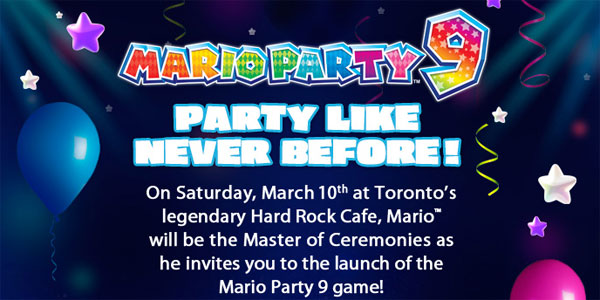 MARIO PARTY 9™
PARTY LIKE
NEVER BEFORE!
On Saturday, March 10th at Toronto's
legendary Hard Rock Cafe, Mario™
will be the Master of Ceremonies as
he invites you to the launch of the
Mario Party 9 game!